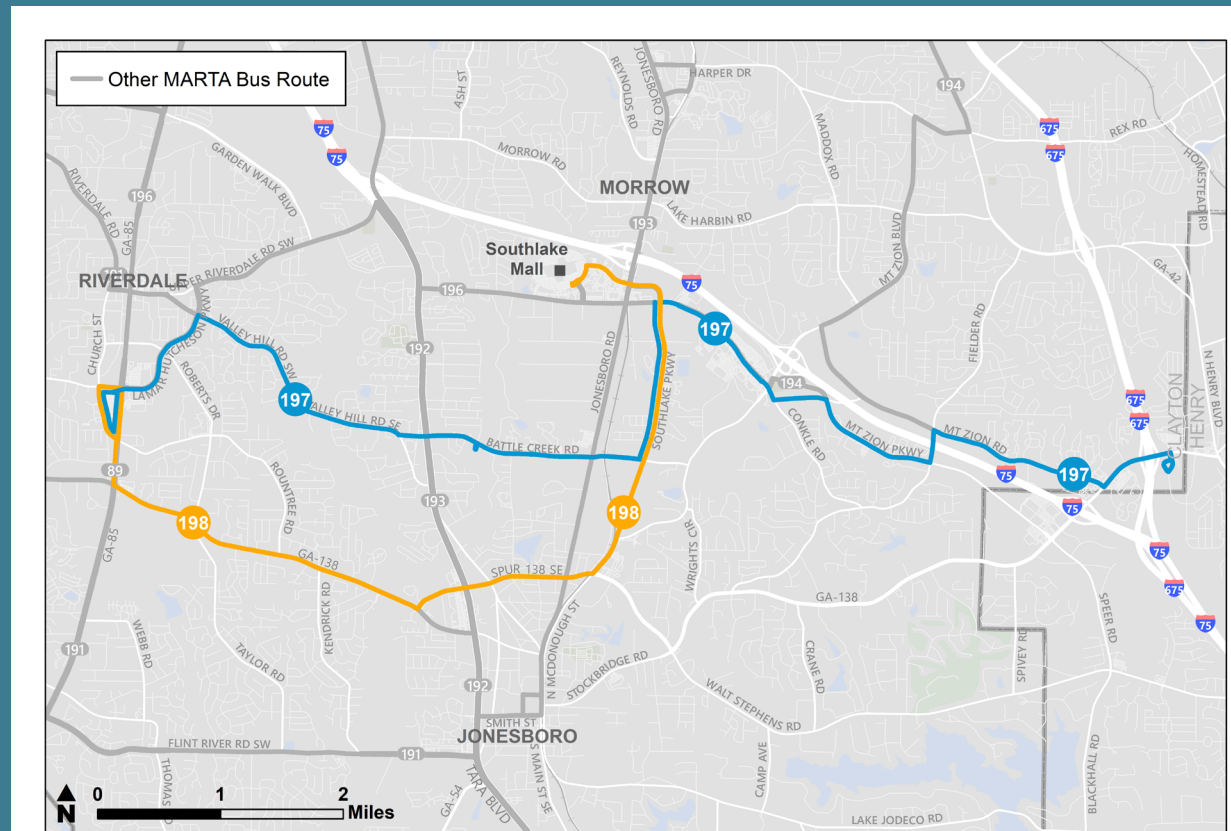 Other MARTA Bus Route
75
75
ASH ST
REYNOLDS RD
JONESBORO RD
HARPER DR
194
675
675
REX RD
HOMESTEAD RD
MADDOX RD
MORROW RD
GARDEN WALK BLVD
RIVERDALE RD
196
GA-85
MORROW
193
LAKE HARBIN RD
MT ZION BLVD
Southlake
Mall
75
GA-42
RIVERDALE
UPPER RIVERDALE RD SW
191
196
CHURCH ST
LAMAR HUTCHESON PKWY
VALLEY HILL RD SW
197
192
194
FIELDER RD
N HENRY BLVD
CLAYTON
HENRY
ROBERTS DR
197
VALLEY HILL RD SE
BATTLE CREEK RD
JONESBORO RD
SOUTHLAKE PKWY
CONKLE RD
MT ZION PKWY
MT ZION RD
675
675
197
75
75
89
ROUNTREE RD
193
198
198
WRIGHTS CIR
75
675
75
GA-85
GA-138
SPUR 138 SE
GA-138
KENDRICK RD
WEBB RD
TAYLOR RD
191
192
N MCDONOUGH ST
STOCKBRIDGE RD
CRANE RD
SPIVEY RD
SPEER RD
WALT STEPHENS RD
SMITH ST
JONESBORO
FLINT RIVER RD SW
191
S MAIN ST SE
CAMP AVE
BLACKHALL RD
THOMAS
GA-54
TARA BLVD
LAKE JODECO RD
N
0 1 2
Miles